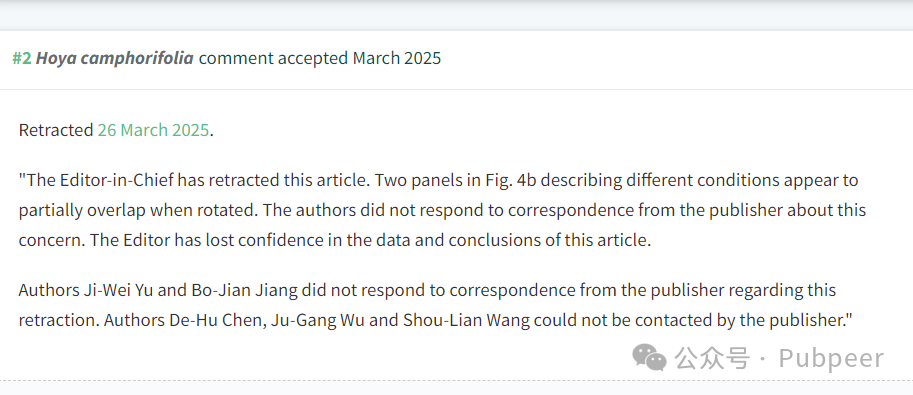 #2 Hoya camphorifolia comment accepted March 2025
Retracted 26 March 2025.
"The Editor-in-Chief has retracted this article. Two panels in Fig. 4b describing different conditions appear to
partially overlap when rotated. The authors did not respond to correspondence from the publisher about this
concern. The Editor has lost confidence in the data and conclusions of this article.
Authors Ji-Wei Yu and Bo-Jian Jiang did not respond to correspondence from the publisher regarding this
retraction. Authors De-Hu Chen, Ju-Gang Wu and Shou-Lian Wang could not be contacted by the publisher."
公众号 · Pubpeer